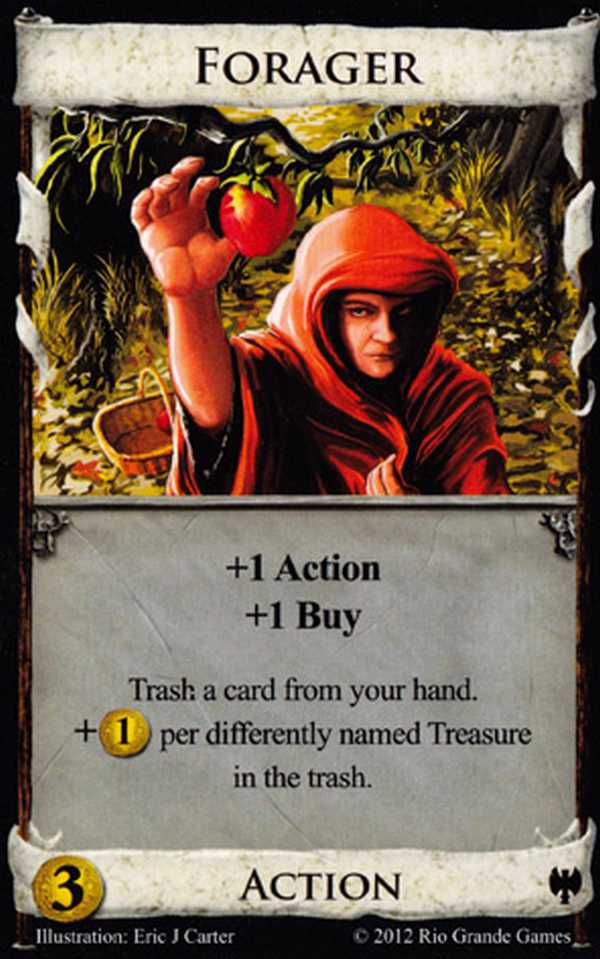 FORAGER
+1 Action
+1 Buy
Trash a card from your hand.
+1 per differently named Treasure
in the trash.
3 ACTION
Illustration: Eric J Carter © 2012 Rio Grande Games